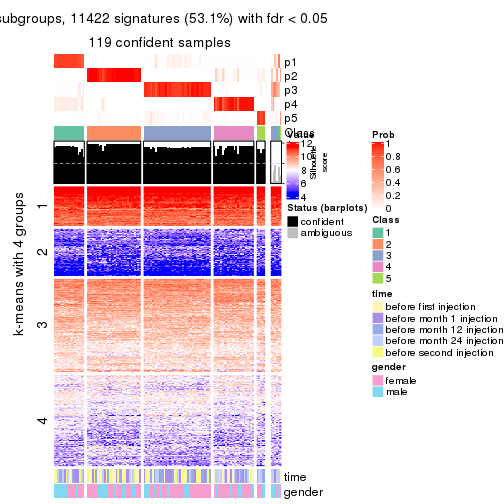 subgroups, 11422 signatures (53.1%) with fdr < 0.05
119 confident samples
p1
p2
p3
p4
p5
Class
Silhouette
score
1
2
3
4
k-means with 4 groups
time
gender
12
10
8
6
4
Status (barplots)
confident
ambiguous
Prob
1
0.8
0.6
0.4
0.2
0
Class
1
2
3
4
5
time
before first injection
before month 1 injection
before month 12 injection
before month 24 injection
before second injection
gender
female
male